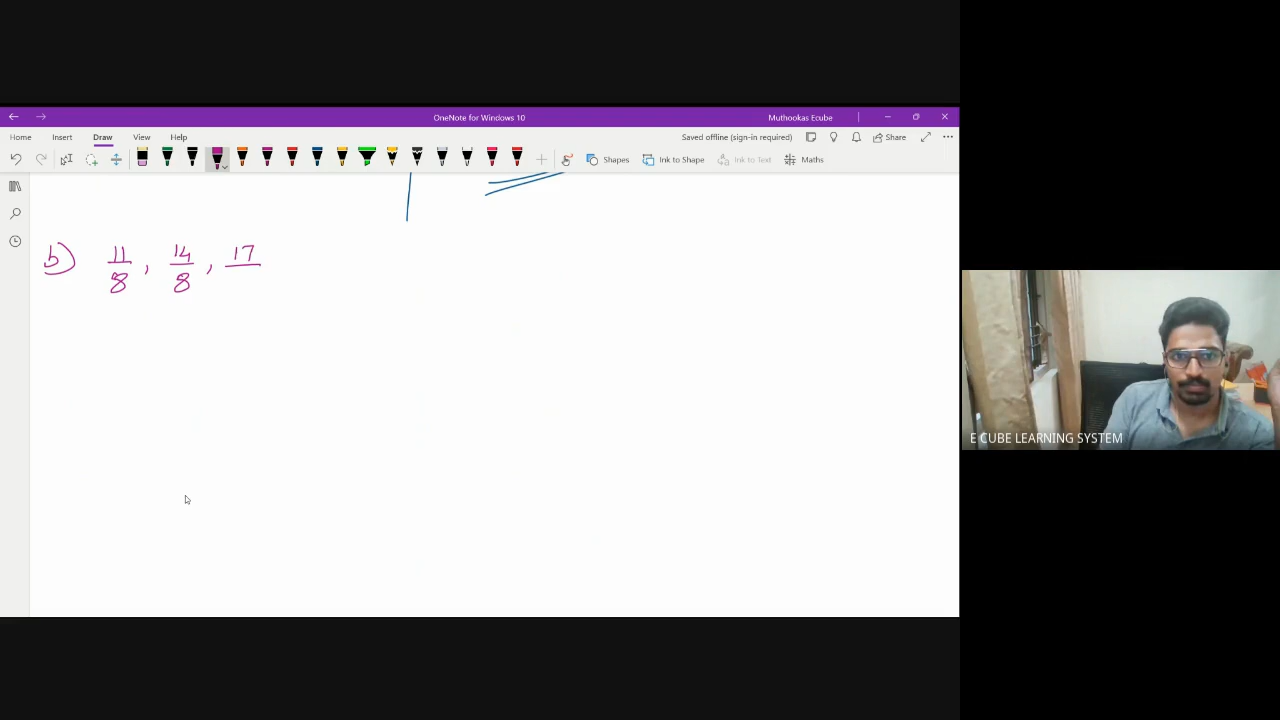 OneNote for Windows 10
Muthookas Ecube
Home Insert Draw View Help
Saved offline (sign-in required)
Share
Shapes
Ink to Shape
Ink to Text
Maths
b) 11/8, 14/8, 17/
E CUBE LEARNING SYSTEM